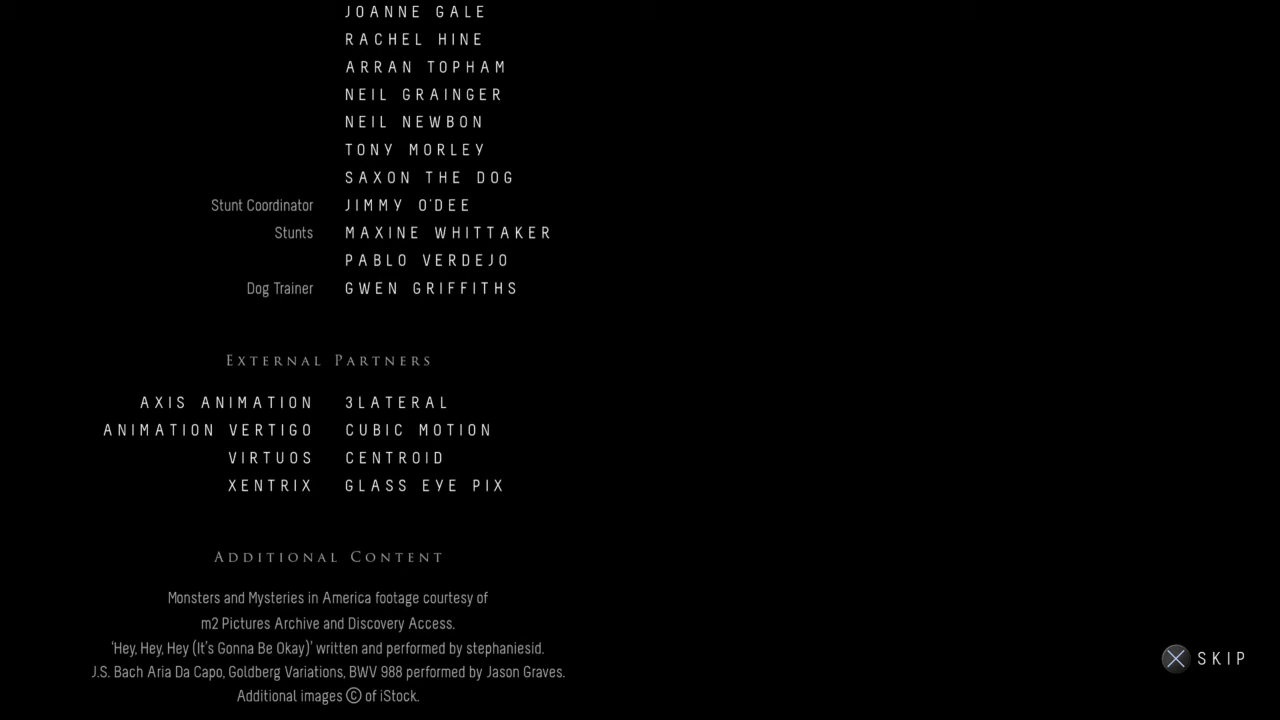 JOANNE GALE
RACHEL HINE
ARRAN TOPHAM
NEIL GRAINGER
NEIL NEWBON
TONY MORLEY
SAXON THE DOG
Stunt Coordinator JIMMY O'DEE
Stunts MAXINE WHITTAKER
PABLO VERDEJO
Dog Trainer GWEN GRIFFITHS
EXTERNAL PARTNERS
AXIS ANIMATION 3LATERAL
ANIMATION VERTIGO CUBIC MOTION
VIRTUOS CENTROID
XENTRIX GLASS EYE PIX
ADDITIONAL CONTENT
Monsters and Mysteries in America footage courtesy of
m2 Pictures Archive and Discovery Access.
'Hey, Hey, Hey (It's Gonna Be Okay)' written and performed by stephaniesid.
J.S. Bach Aria Da Capo, Goldberg Variations, BWV 988 performed by Jason Graves.
Additional images © of iStock.
SKIP